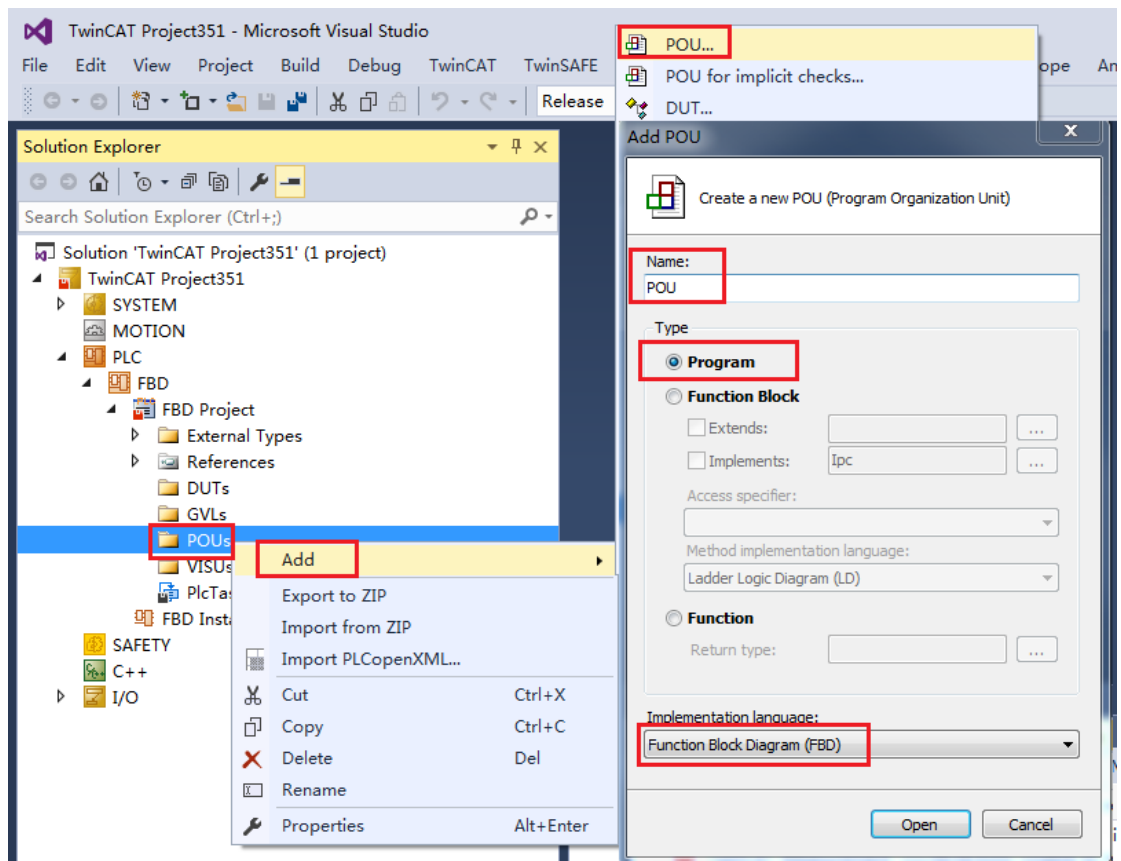 TwinCAT Project351 - Microsoft Visual Studio
File Edit View Project Build Debug TwinCAT TwinSAFE
Release
POU...
POU for implicit checks...
DUT...
ope An
Solution Explorer
Search Solution Explorer (Ctrl+;)
Solution 'TwinCAT Project351' (1 project)
TwinCAT Project351
SYSTEM
MOTION
PLC
FBD
FBD Project
External Types
References
DUTs
GVLs
POUs
VISUs
PlcTas
FBD Insta
SAFETY
C++
I/O
Add
Export to ZIP
Import from ZIP
Import PLCopenXML...
Cut Ctrl+X
Copy Ctrl+C
Delete Del
Rename
Properties Alt+Enter
Add POU
Create a new POU (Program Organization Unit)
Name:
POU
Type
Program
Function Block
Extends: ...
Implements: Ipc ...
Access specifier:
Method implementation language:
Ladder Logic Diagram (LD)
Function
Return type: ...
Implementation language:
Function Block Diagram (FBD)
Open Cancel